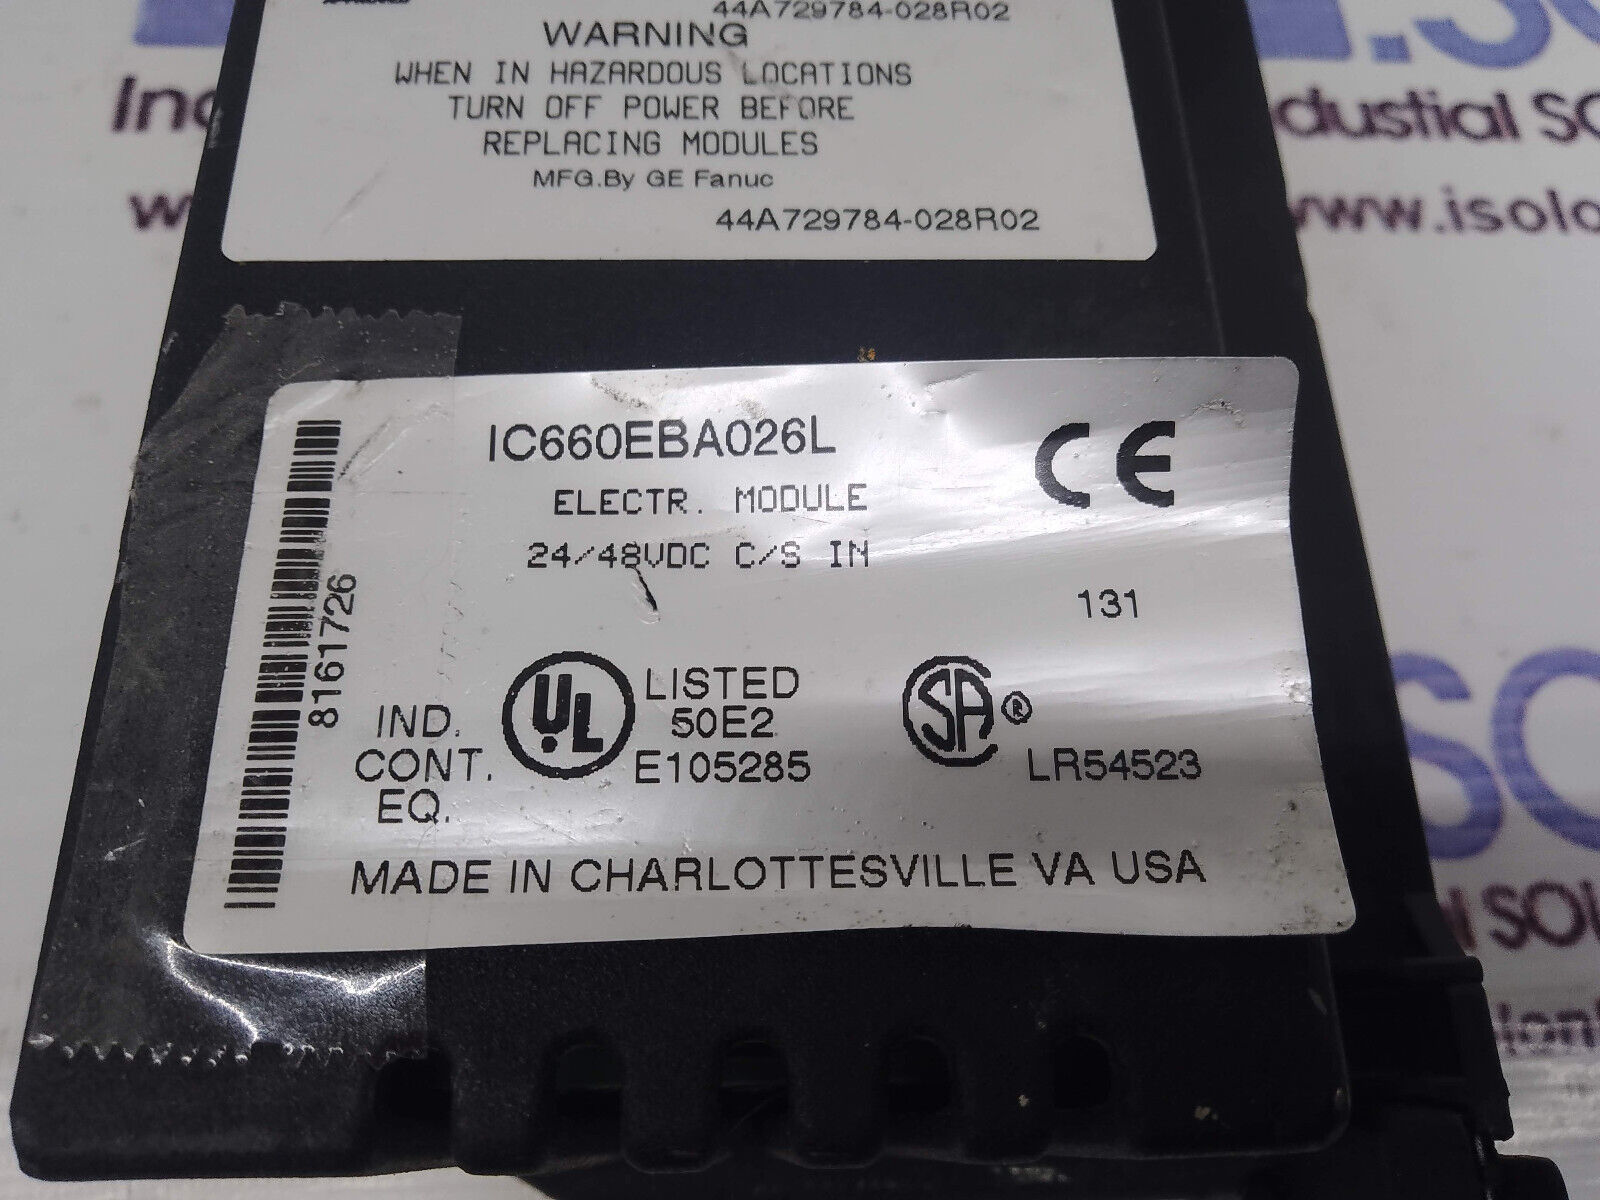 44A729784-028R02
WARNING
WHEN IN HAZARDOUS LOCATIONS
TURN OFF POWER BEFORE
REPLACING MODULES
MFG.By GE Fanuc
44A729784-028R02
IC660EBA026L
CE
ELECTR. MODULE
24/48VDC C/S IN
131
8161726
IND.
CONT.
EQ.
UL
LISTED
50E2
E105285
SA ®
LR54523
MADE IN CHARLOTTESVILLE VA USA